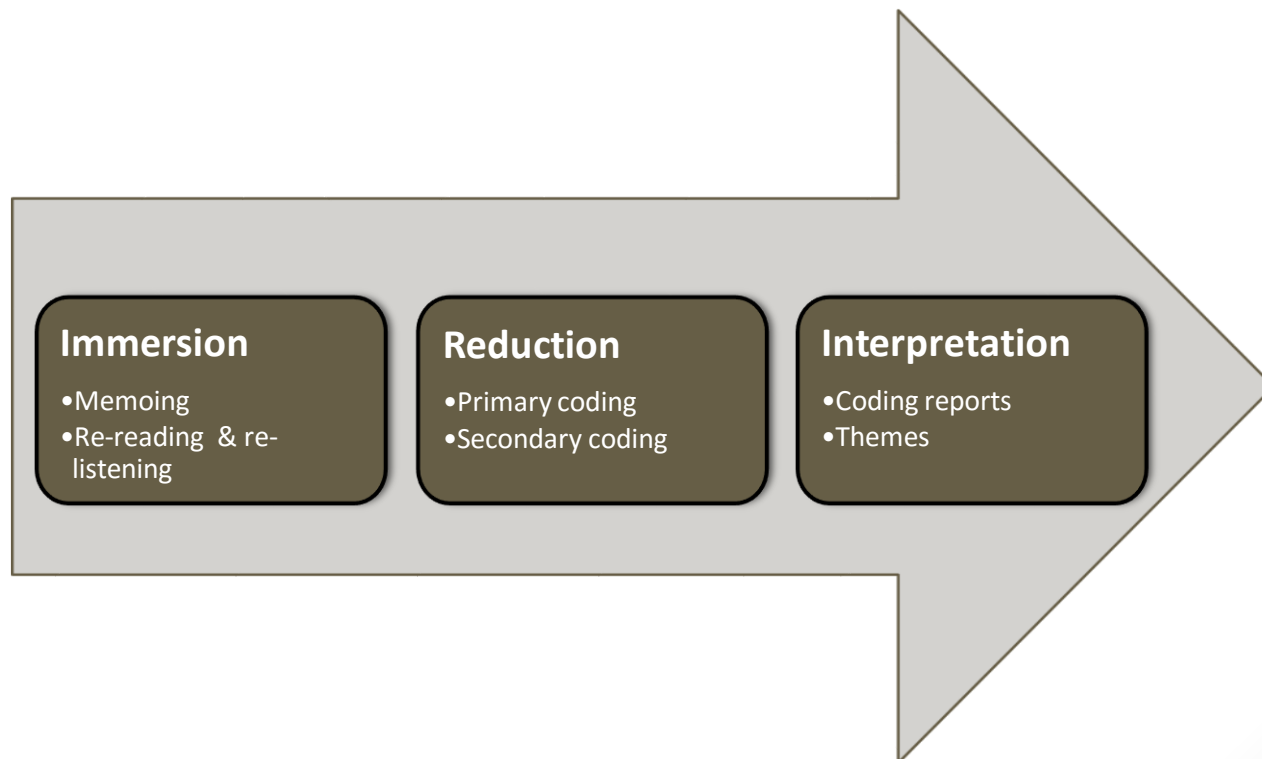 Immersion
•Memoing
•Re-reading & re-
listening
Reduction
•Primary coding
•Secondary coding
Interpretation
•Coding reports
•Themes